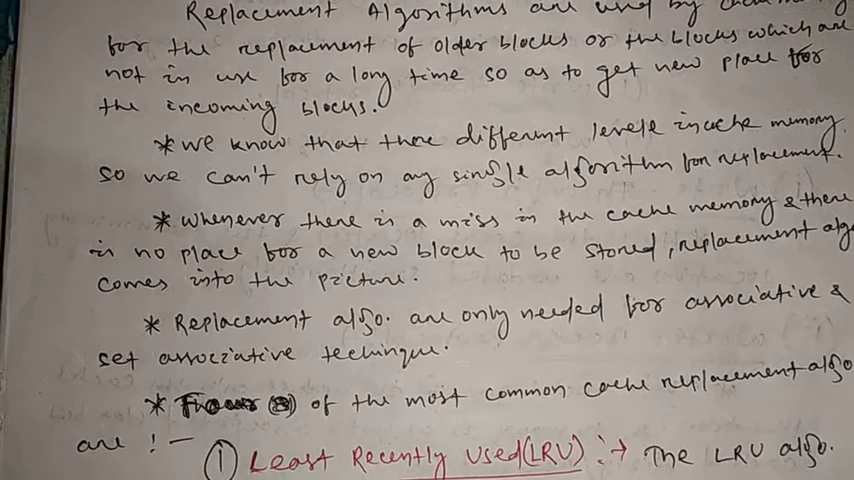 Replacement Algorithms are used by
for the replacement of older blocks or the blocks which are
not in use for a long time so as to get new place for
the incoming blocks.
* We know that there different levels in cache memory.
so we can't rely on any single algorithm for replacement.
* Whenever there is a miss in the cache memory & there
is no place for a new block to be stored, replacement algo
comes into the picture.
* Replacement algo. are only needed for associative &
set associative techinque.
* of the most common cache replacement algo
are : —
① Least Recently Used(LRU) :→ The LRU algo.